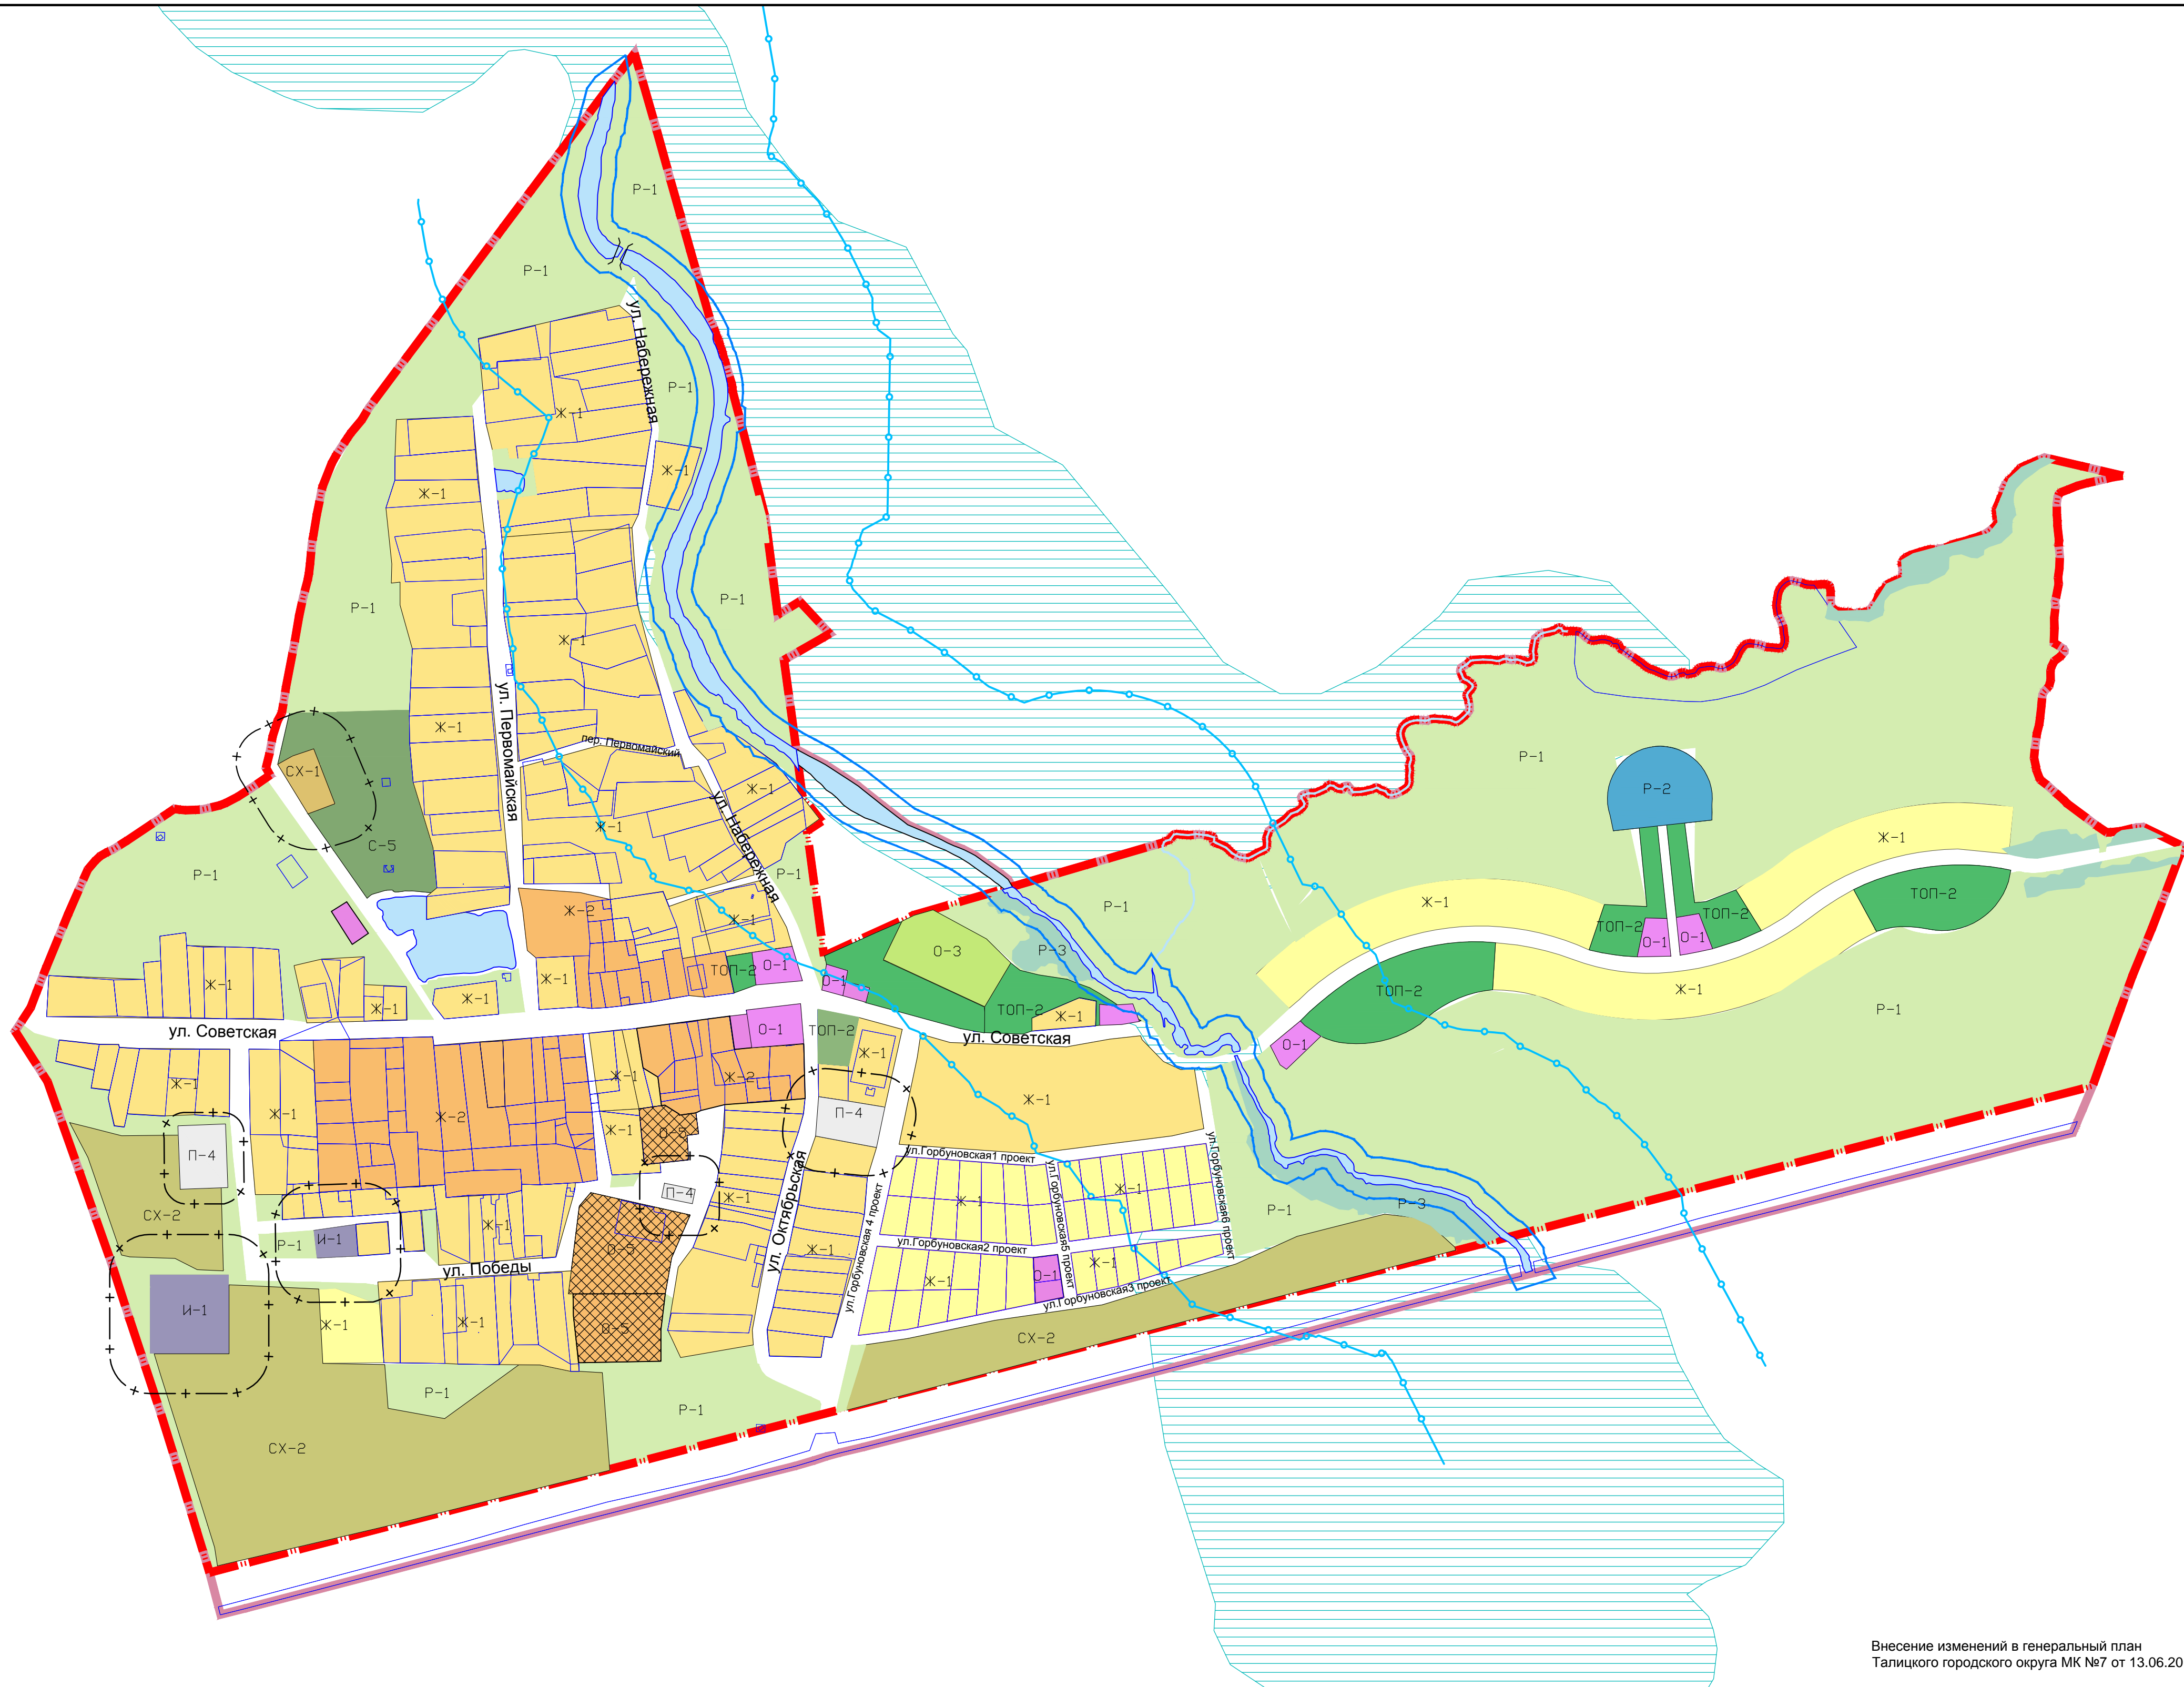 Р-1
Р-1
ул. Набережная
Р-1
Ж-1
Ж-1
Ж-1
Р-1
Р-1
Ж-1
Ж-1
ул. Первомайская
пер. Первомайский
Р-1
СХ-1
Р-2
Ж-1
ул. Набережная
Ж-1
Ж-1
С-5
Р-1
Р-1
Ж-1
ТОП-2
Ж-1
Р-1
Ж-2
Ж-1
ТОП-2
ТОП-2
О-1
О-1
О-3
Р-3
ТОП-2
О-1
О-1
Ж-1
Ж-1
Ж-1
Ж-1
Ж-1
ТОП-2
Ж-1
ТОП-2
Ж-1
Р-1
ул. Советская
О-1
ТОП-2
ул. Советская
О-1
Ж-1
Ж-1
Ж-2
Ж-1
Ж-1
Ж-2
Ж-1
П-4
Ж-1
О-5
Ж-1
П-4
ул.Горбуновская1 проект
ул.Горбуновская5 проект
ул.Горбуновская6 проект
Ж-1
Ж-1
П-4
Ж-1
ул. Октябрьская
ул.Горбуновская 4 проект
Р-3
Р-1
СХ-2
Ж-1
Р-1
И-1
О-5
Ж-1
ул.Горбуновская2 проект
Ж-1
ул. Победы
Ж-1
О-1
ул.Горбуновская3 проект
И-1
Ж-1
Ж-1
О-5
СХ-2
Р-1
Р-1
СХ-2
Внесение изменений в генеральный план
Талицкого городского округа МК №7 от 13.06.20